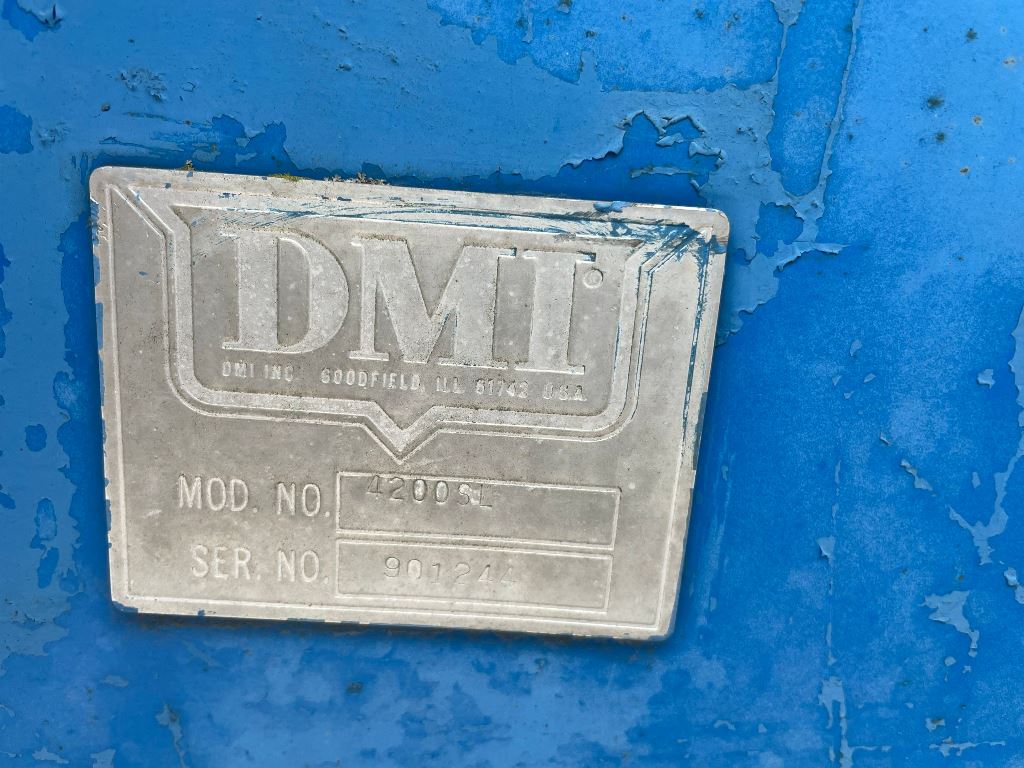 DMI®
DMI INC. GOODFIELD, ILL 61742 U.S.A.
MOD. NO. 4200SL
SER. NO. 901244